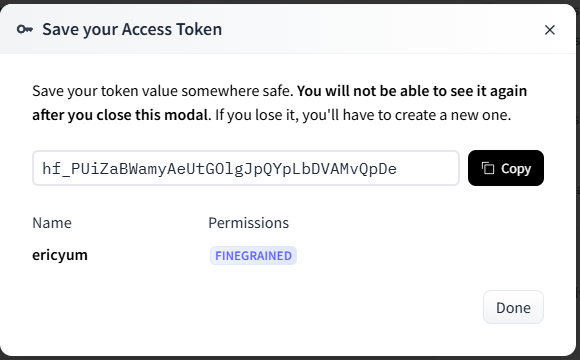 Save your Access Token
Save your token value somewhere safe. You will not be able to see it again
after you close this modal. If you lose it, you'll have to create a new one.
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
Copy
Name Permissions
ericyum FINEGRAINED
Done